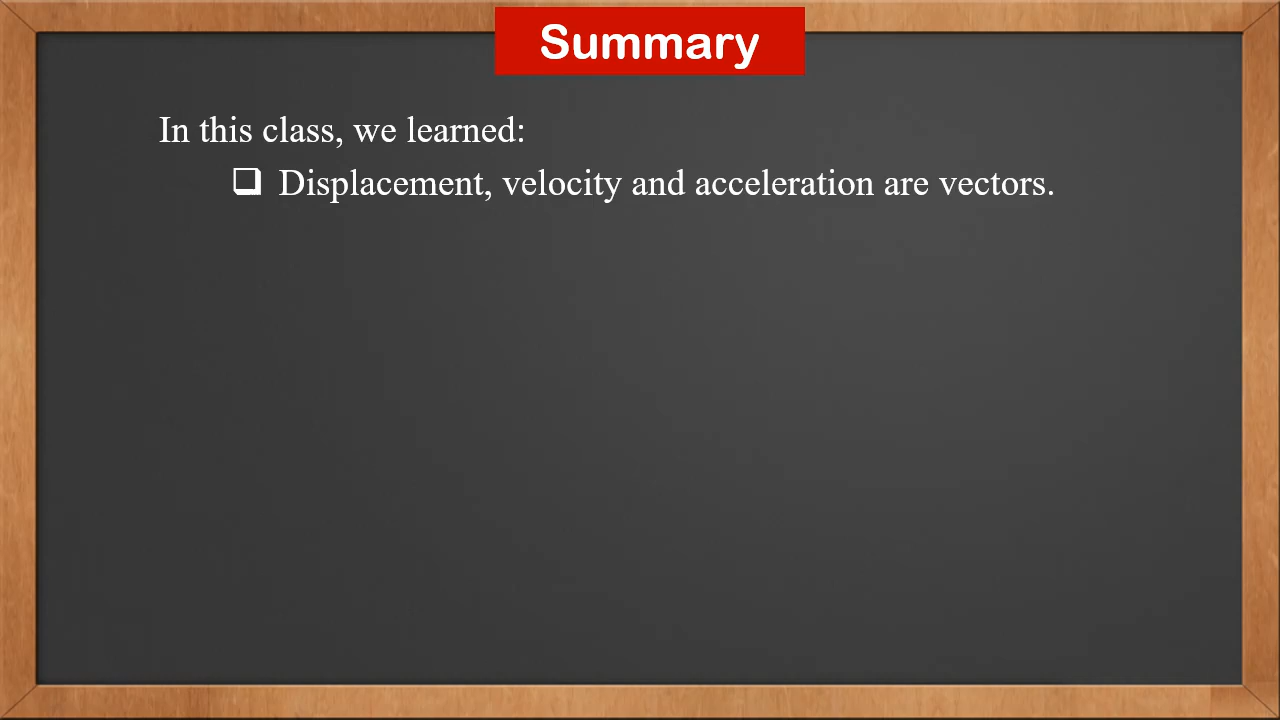 Summary
In this class, we learned:
❑ Displacement, velocity and acceleration are vectors.